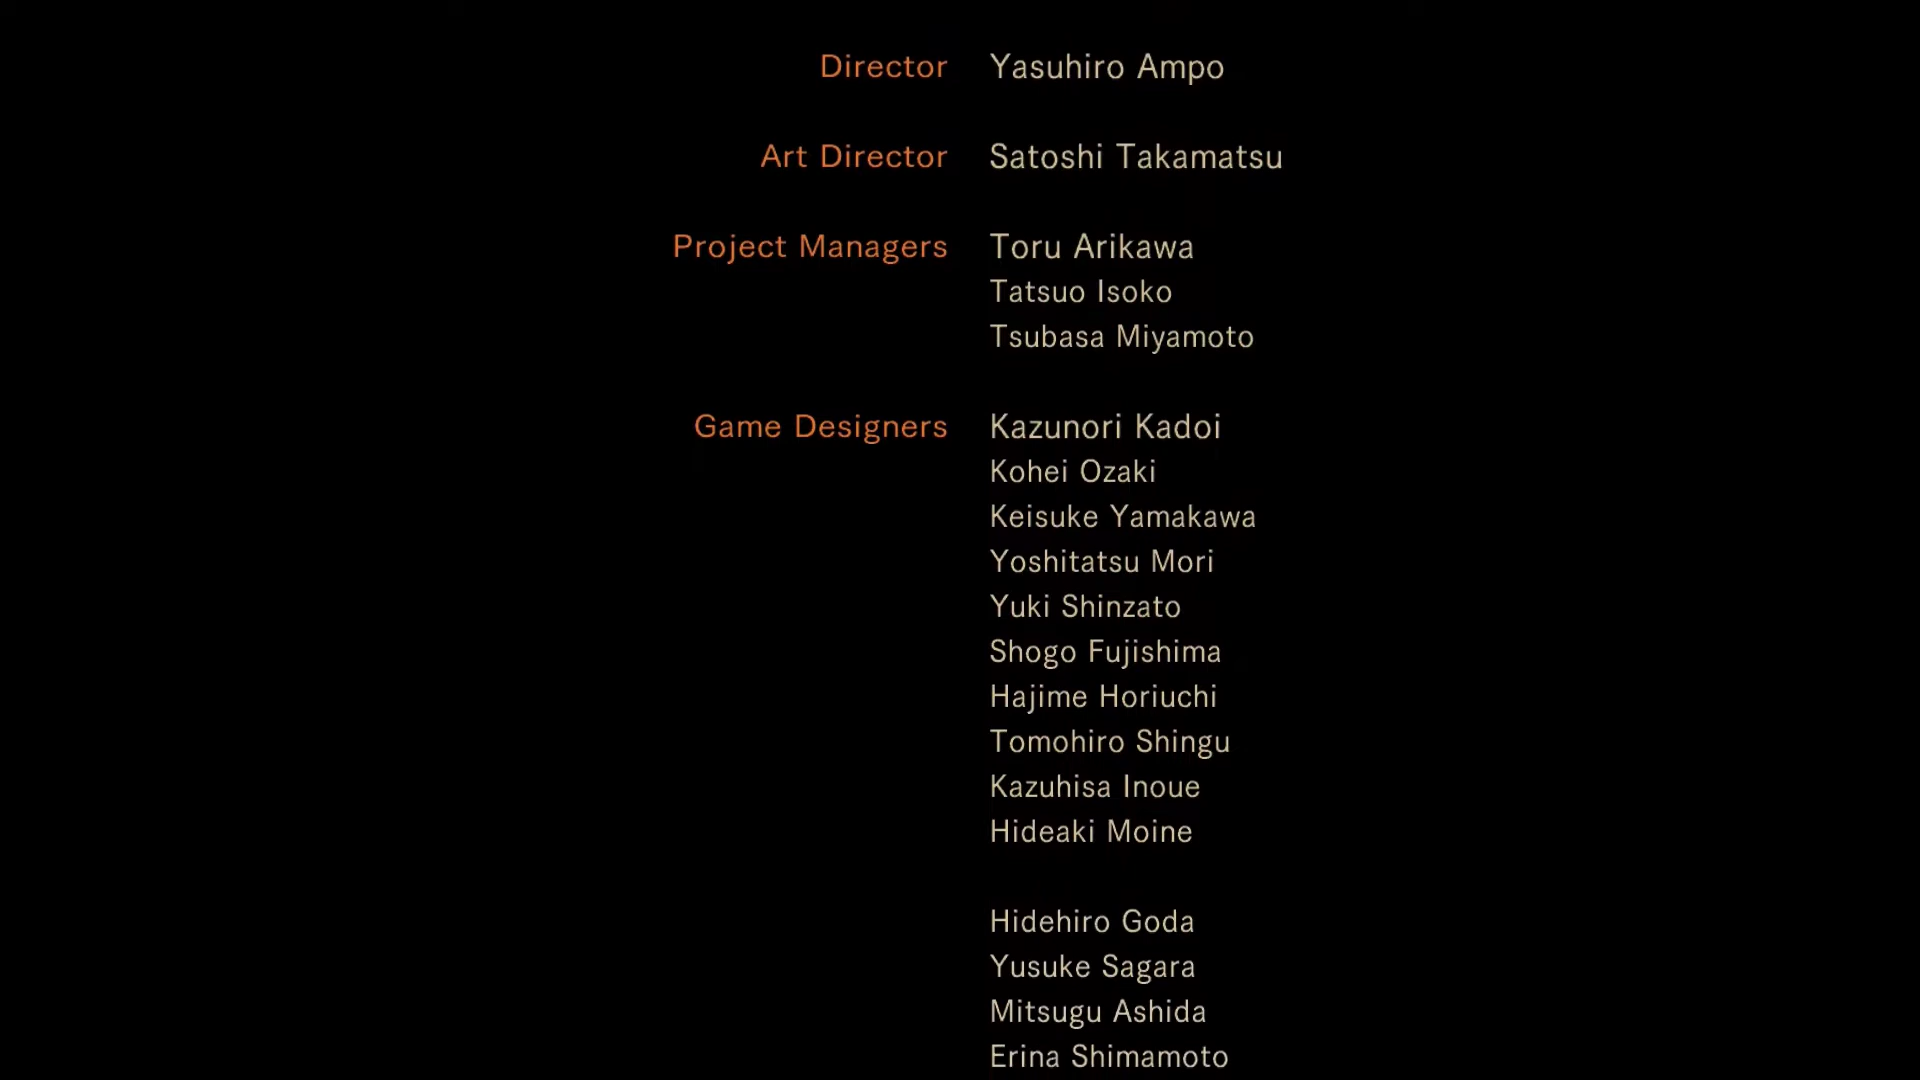 Director Yasuhiro Ampo
Art Director Satoshi Takamatsu
Project Managers Toru Arikawa
Tatsuo Isoko
Tsubasa Miyamoto
Game Designers Kazunori Kadoi
Kohei Ozaki
Keisuke Yamakawa
Yoshitatsu Mori
Yuki Shinzato
Shogo Fujishima
Hajime Horiuchi
Tomohiro Shingu
Kazuhisa Inoue
Hideaki Moine
Hidehiro Goda
Yusuke Sagara
Mitsugu Ashida
Erina Shimamoto